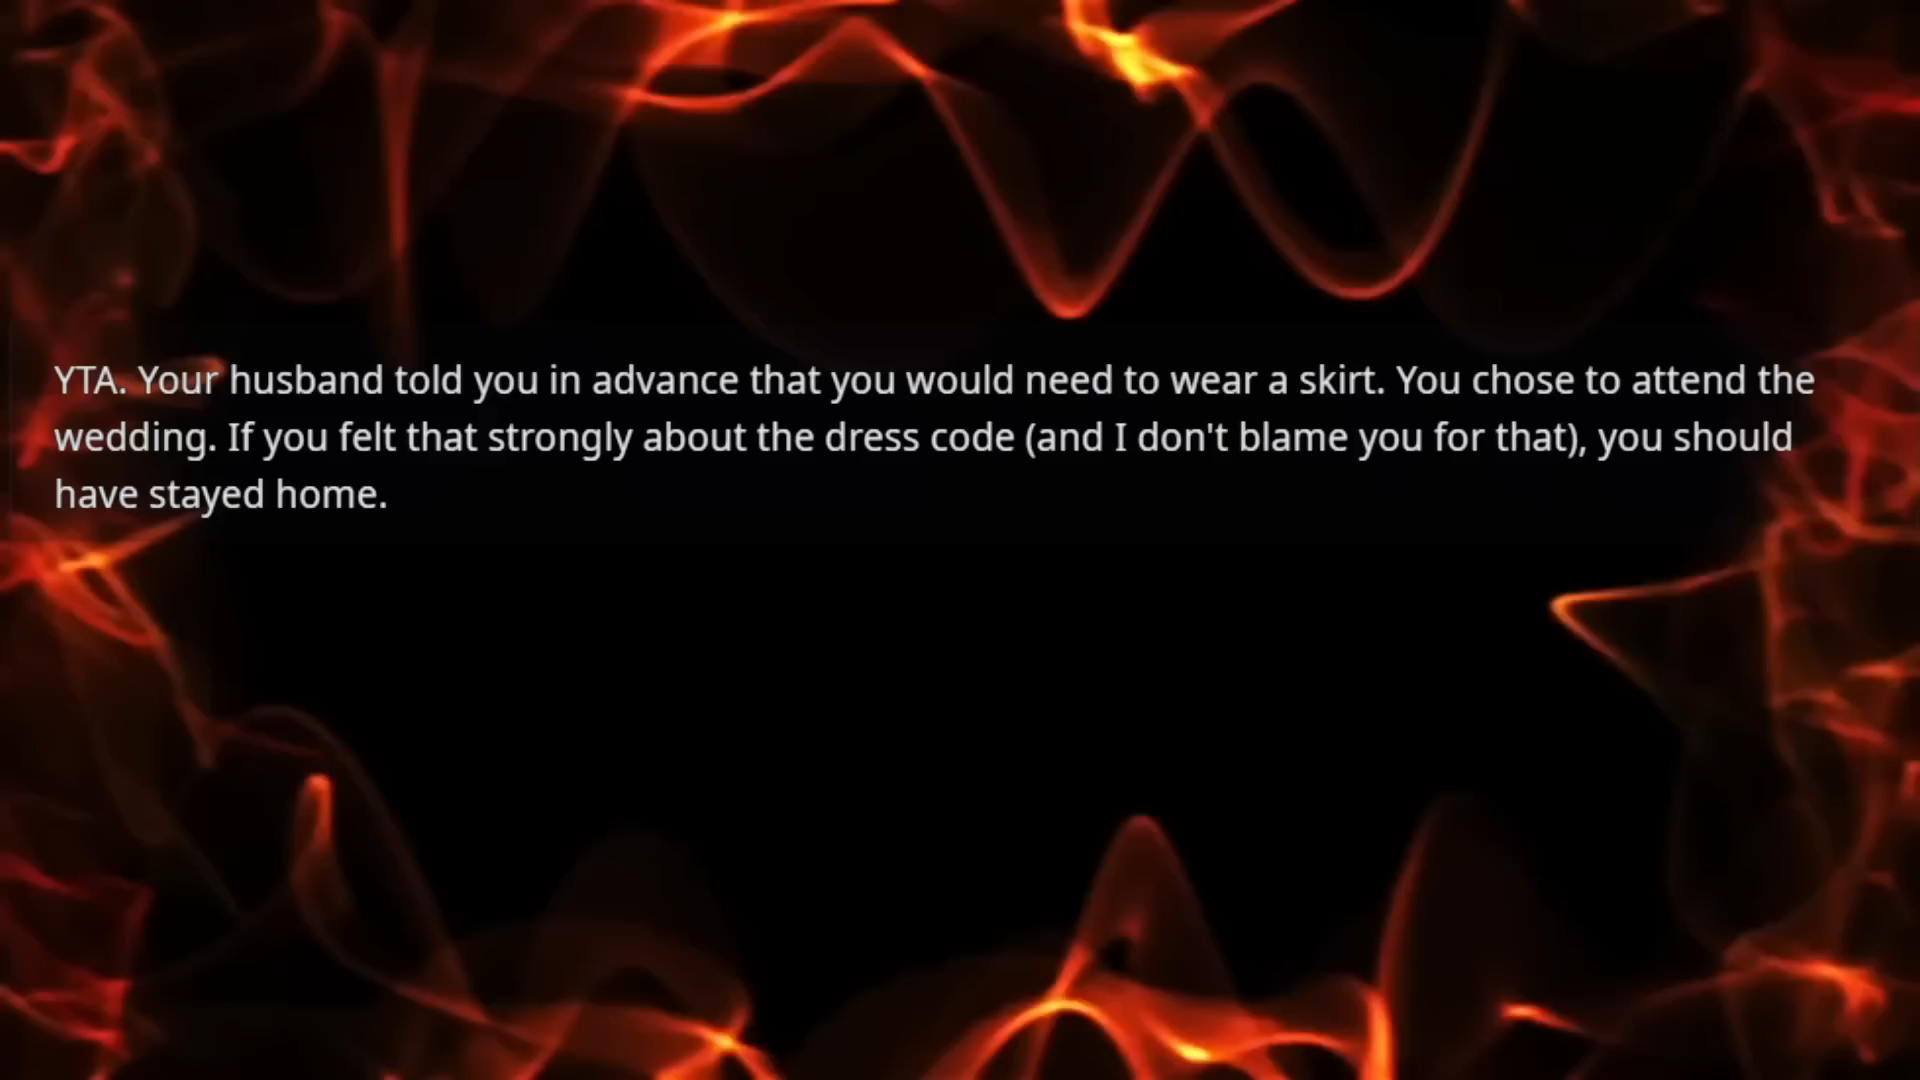 YTA. Your husband told you in advance that you would need to wear a skirt. You chose to attend the
wedding. If you felt that strongly about the dress code (and I don't blame you for that), you should
have stayed home.